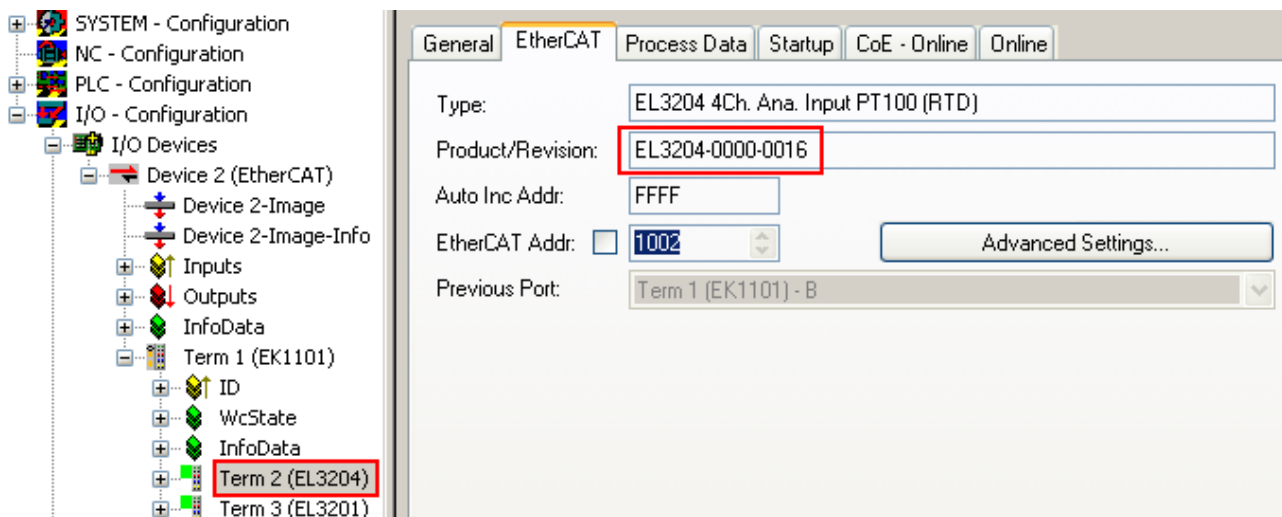 SYSTEM - Configuration
NC - Configuration
PLC - Configuration
I/O - Configuration
I/O Devices
Device 2 (EtherCAT)
Device 2-Image
Device 2-Image-Info
Inputs
Outputs
InfoData
Term 1 (EK1101)
ID
WcState
InfoData
Term 2 (EL3204)
Term 3 (EL3201)
General EtherCAT Process Data Startup CoE - Online Online
Type: EL3204 4Ch. Ana. Input PT100 (RTD)
Product/Revision: EL3204-0000-0016
Auto Inc Addr: FFFF
EtherCAT Addr: 1002 Advanced Settings...
Previous Port: Term 1 (EK1101) - B